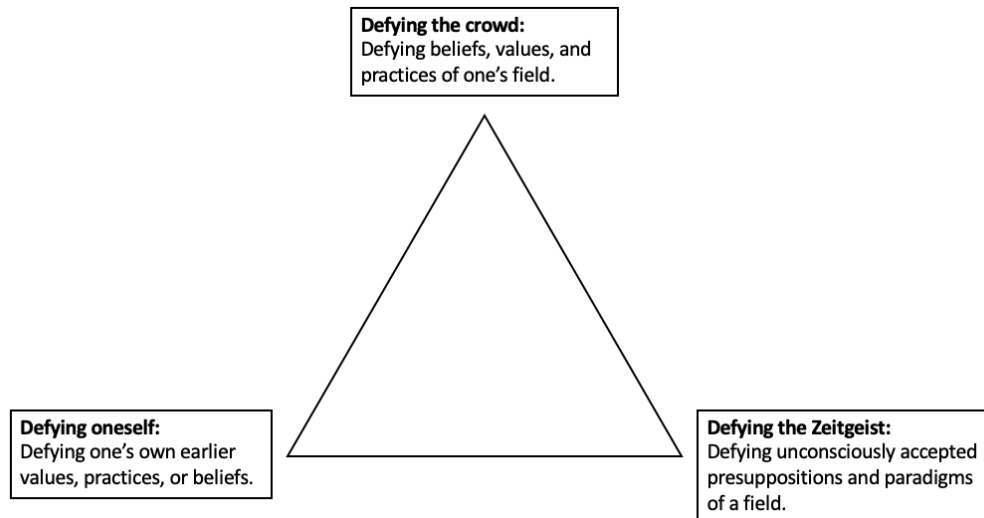 Defying the crowd:
Defying beliefs, values, and
practices of one’s field.
Defying oneself:
Defying one’s own earlier
values, practices, or beliefs.
Defying the Zeitgeist:
Defying unconsciously accepted
presuppositions and paradigms
of a field.